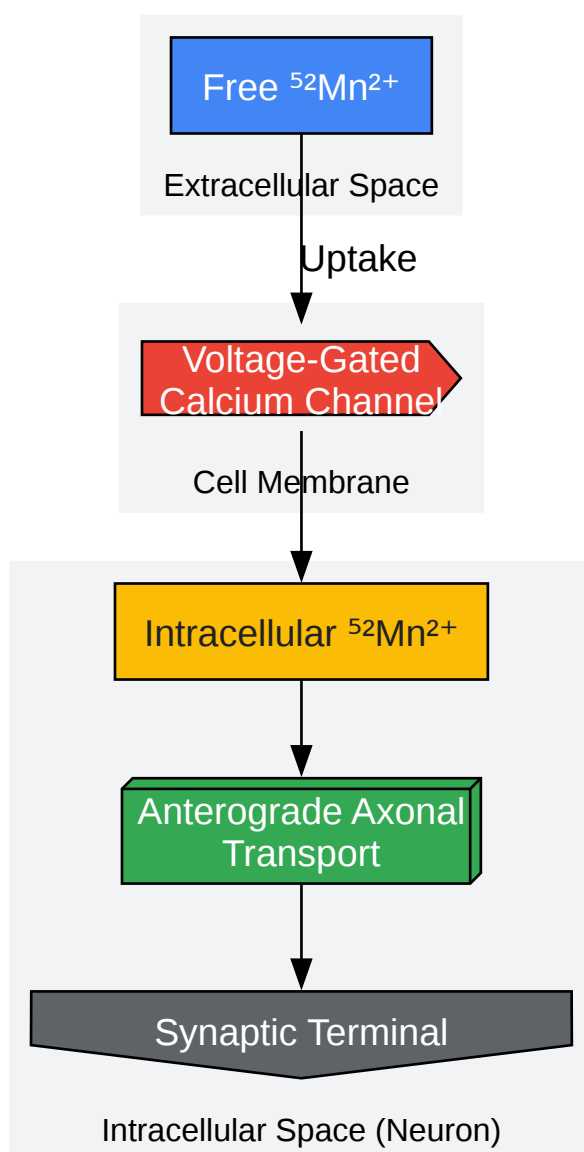 Free ⁵²Mn²⁺
Extracellular Space
Uptake
Voltage-Gated
Calcium Channel
Cell Membrane
Intracellular ⁵²Mn²⁺
Anterograde Axonal
Transport
Synaptic Terminal
Intracellular Space (Neuron)